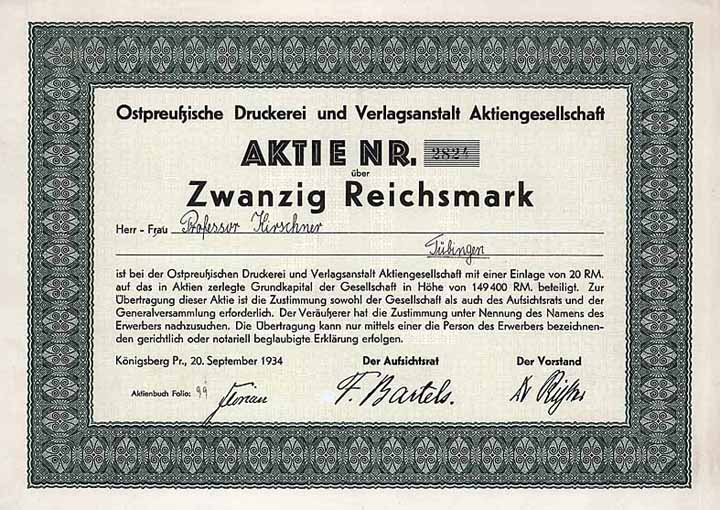 Ostpreußische Druckerei und Verlagsanstalt Aktiengesellschaft
AKTIE NR. 2824
über
Zwanzig Reichsmark
Herr - Frau Professor Kirschner
Tübingen
ist bei der Ostpreußischen Druckerei und Verlagsanstalt Aktiengesellschaft mit einer Einlage von 20 RM.
auf das in Aktien zerlegte Grundkapital der Gesellschaft in Höhe von 149400 RM. beteiligt. Zur
Übertragung dieser Aktie ist die Zustimmung sowohl der Gesellschaft als auch des Aufsichtsrats und der
Generalversammlung erforderlich. Der Veräußerer hat die Zustimmung unter Nennung des Namens des
Erwerbers nachzusuchen. Die Übertragung kann nur mittels einer die Person des Erwerbers bezeichnen-
den gerichtlich oder notariell beglaubigte Erklärung erfolgen.
Königsberg Pr., 20. September 1934 Der Aufsichtsrat Der Vorstand
Aktienbuch Folio: 99 F. Bartels.